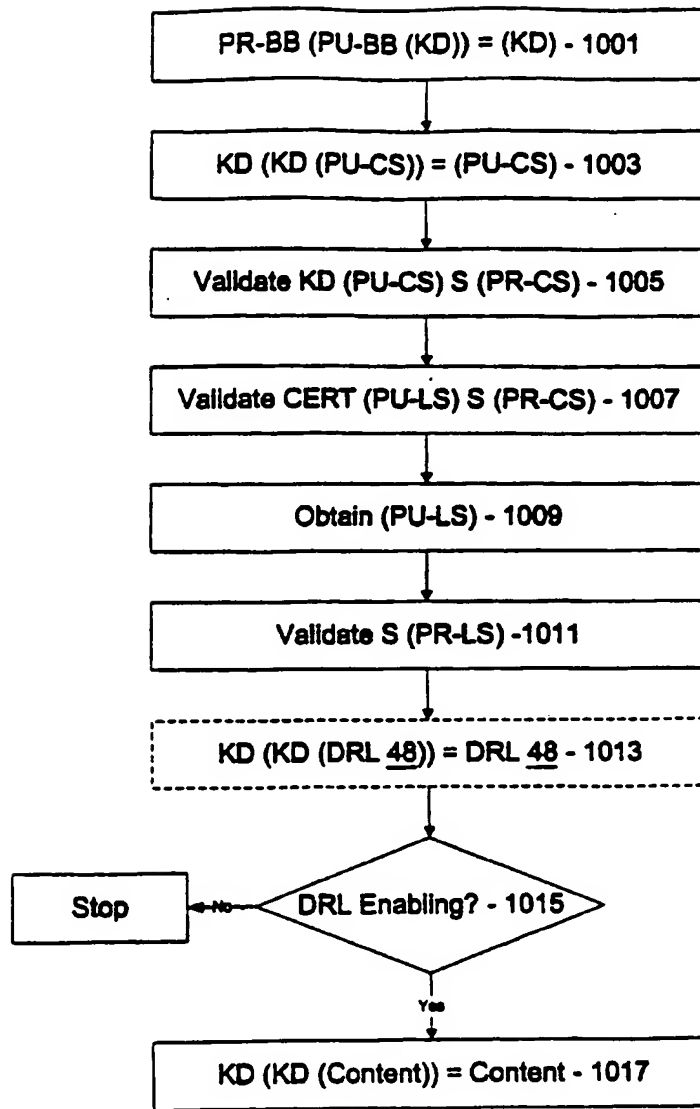 PR-BB (PU-BB (KD)) = (KD) - 1001
KD (KD (PU-CS)) = (PU-CS) - 1003
Validate KD (PU-CS) S (PR-CS) - 1005
Validate CERT (PU-LS) S (PR-CS) - 1007
Obtain (PU-LS) - 1009
Validate S (PR-LS) -1011
KD (KD (DRL 48)) = DRL 48 - 1013
DRL Enabling? - 1015
No
Stop
Yes
KD (KD (Content)) = Content - 1017